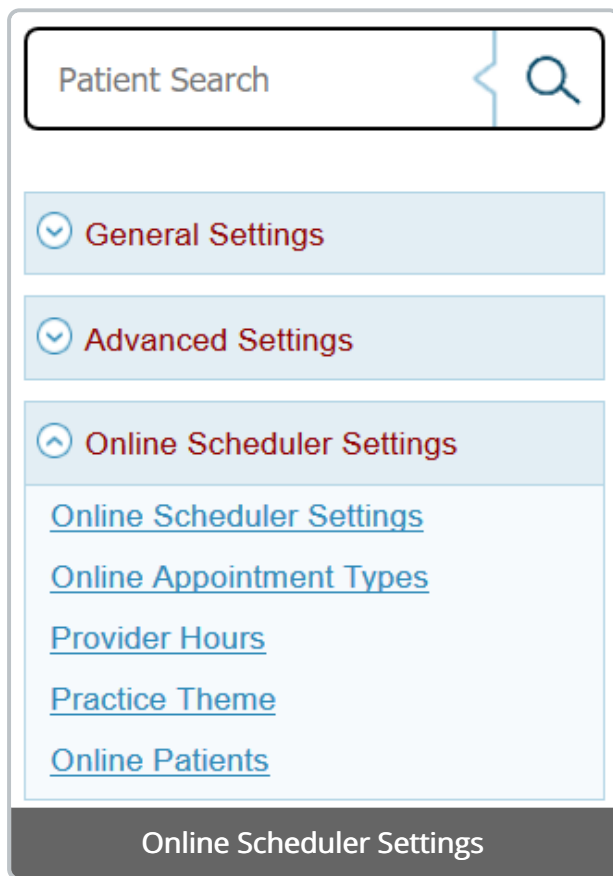 Patient Search
General Settings
Advanced Settings
Online Scheduler Settings
Online Scheduler Settings
Online Appointment Types
Provider Hours
Practice Theme
Online Patients
Online Scheduler Settings